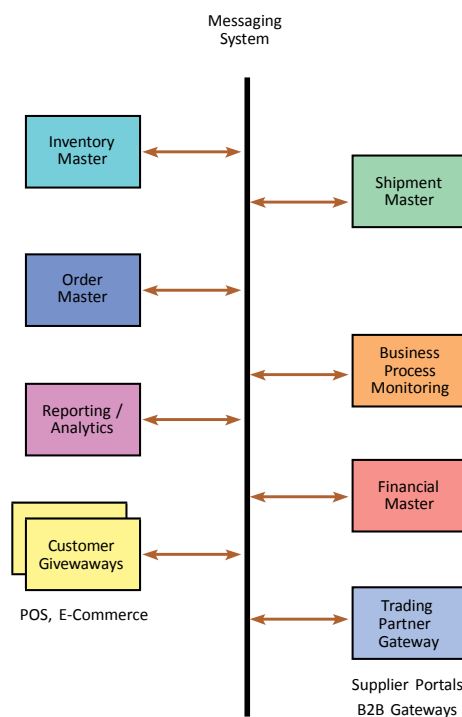 Messaging
System
Inventory
Master
Shipment
Master
Order
Master
Business
Process
Monitoring
Reporting /
Analytics
Financial
Master
Customer
Givewaways
POS, E-Commerce
Trading
Partner
Gateway
Supplier Portals
B2B Gateways